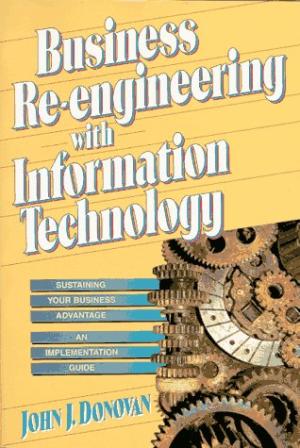 Business
Re-engineering
with
Information
Technology
SUSTAINING
YOUR BUSINESS
ADVANTAGE
AN
IMPLEMENTATION
GUIDE
JOHN J. DONOVAN